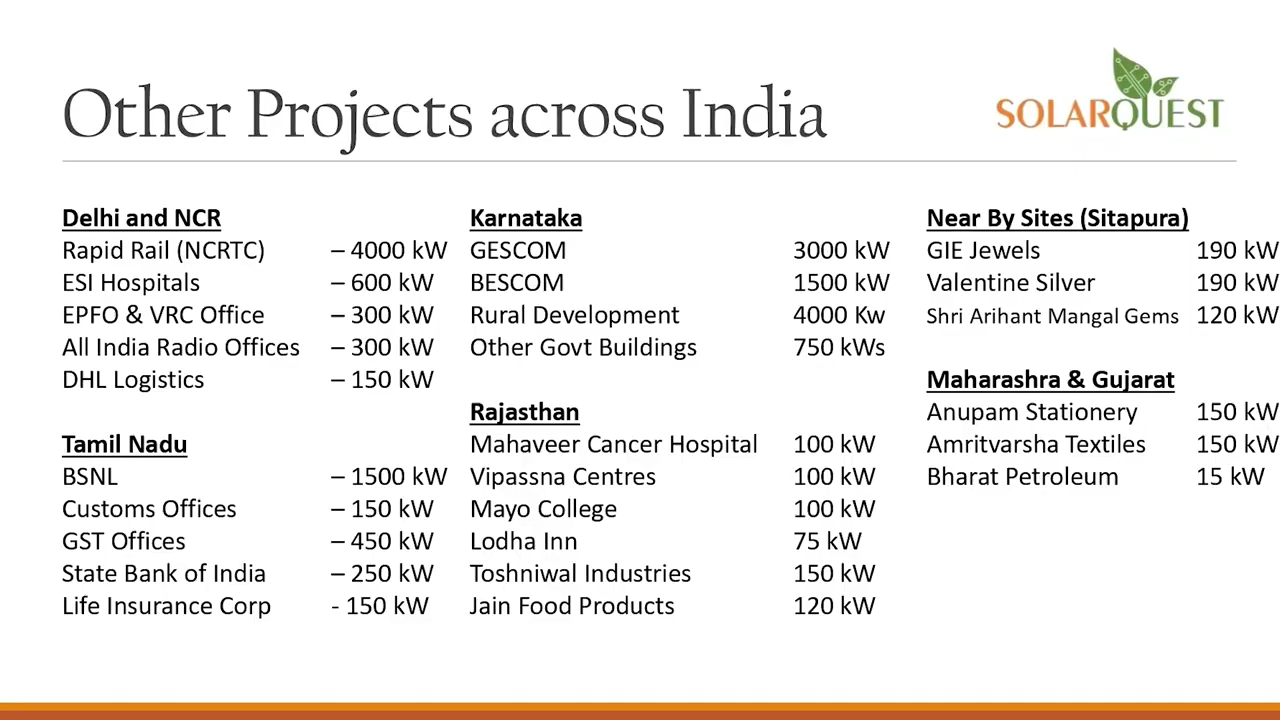 Other Projects across India
SOLARQUEST
Delhi and NCR
Rapid Rail (NCRTC) – 4000 kW
ESI Hospitals – 600 kW
EPFO & VRC Office – 300 kW
All India Radio Offices – 300 kW
DHL Logistics – 150 kW
Tamil Nadu
BSNL – 1500 kW
Customs Offices – 150 kW
GST Offices – 450 kW
State Bank of India – 250 kW
Life Insurance Corp - 150 kW
Karnataka
GESCOM 3000 kW
BESCOM 1500 kW
Rural Development 4000 Kw
Other Govt Buildings 750 kWs
Rajasthan
Mahaveer Cancer Hospital 100 kW
Vipassna Centres 100 kW
Mayo College 100 kW
Lodha Inn 75 kW
Toshniwal Industries 150 kW
Jain Food Products 120 kW
Near By Sites (Sitapura)
GIE Jewels 190 kW
Valentine Silver 190 kW
Shri Arihant Mangal Gems 120 kW
Maharashra & Gujarat
Anupam Stationery 150 kW
Amritvarsha Textiles 150 kW
Bharat Petroleum 15 kW